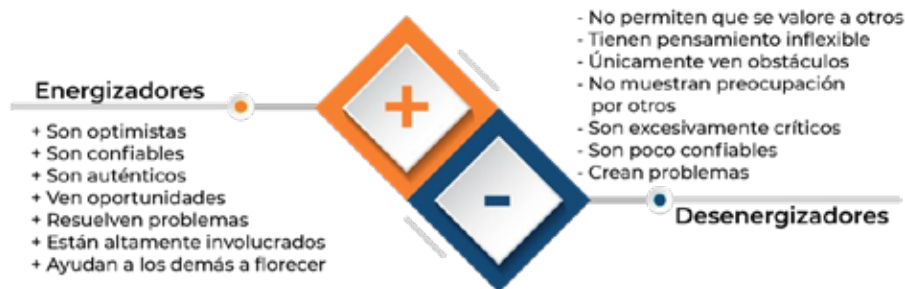 Energizadores
+ Son optimistas
+ Son confiables
+ Son auténticos
+ Ven oportunidades
+ Resuelven problemas
+ Están altamente involucrados
+ Ayudan a los demás a florecer
+
-
- No permiten que se valore a otros
- Tienen pensamiento inflexible
- Únicamente ven obstáculos
- No muestran preocupación
por otros
- Son excesivamente críticos
- Son poco confiables
- Crean problemas
Desenergizadores